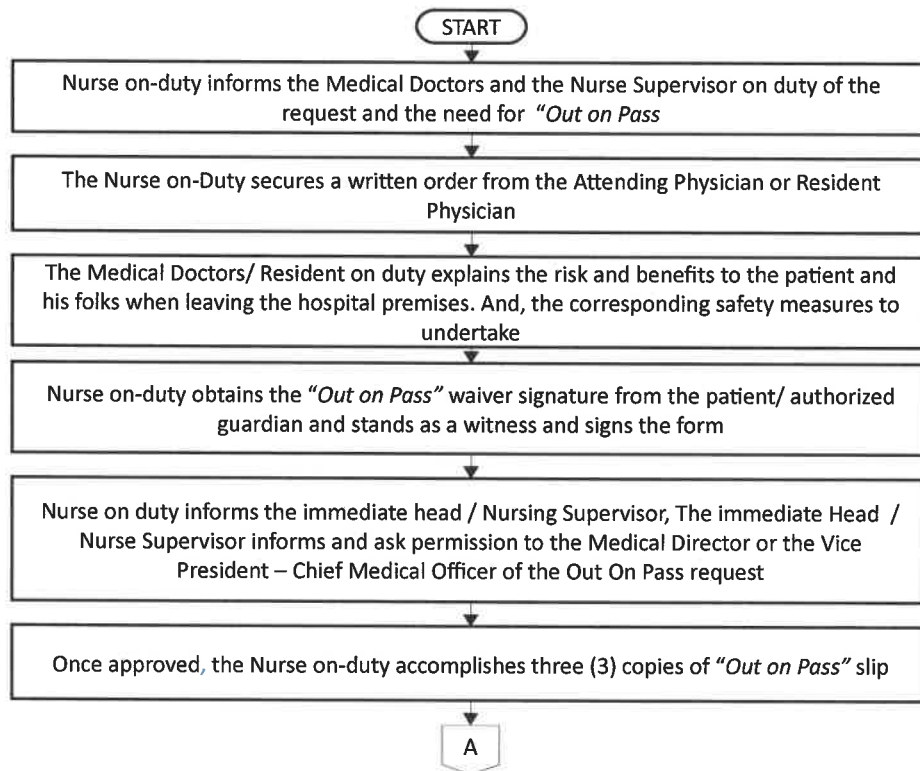 START
Nurse on-duty informs the Medical Doctors and the Nurse Supervisor on duty of the
request and the need for "Out on Pass
The Nurse on-Duty secures a written order from the Attending Physician or Resident
Physician
The Medical Doctors/ Resident on duty explains the risk and benefits to the patient and
his folks when leaving the hospital premises. And, the corresponding safety measures to
undertake
Nurse on-duty obtains the "Out on Pass" waiver signature from the patient/ authorized
guardian and stands as a witness and signs the form
Nurse on duty informs the immediate head / Nursing Supervisor, The immediate Head /
Nurse Supervisor informs and ask permission to the Medical Director or the Vice
President – Chief Medical Officer of the Out On Pass request
Once approved, the Nurse on-duty accomplishes three (3) copies of "Out on Pass" slip
A